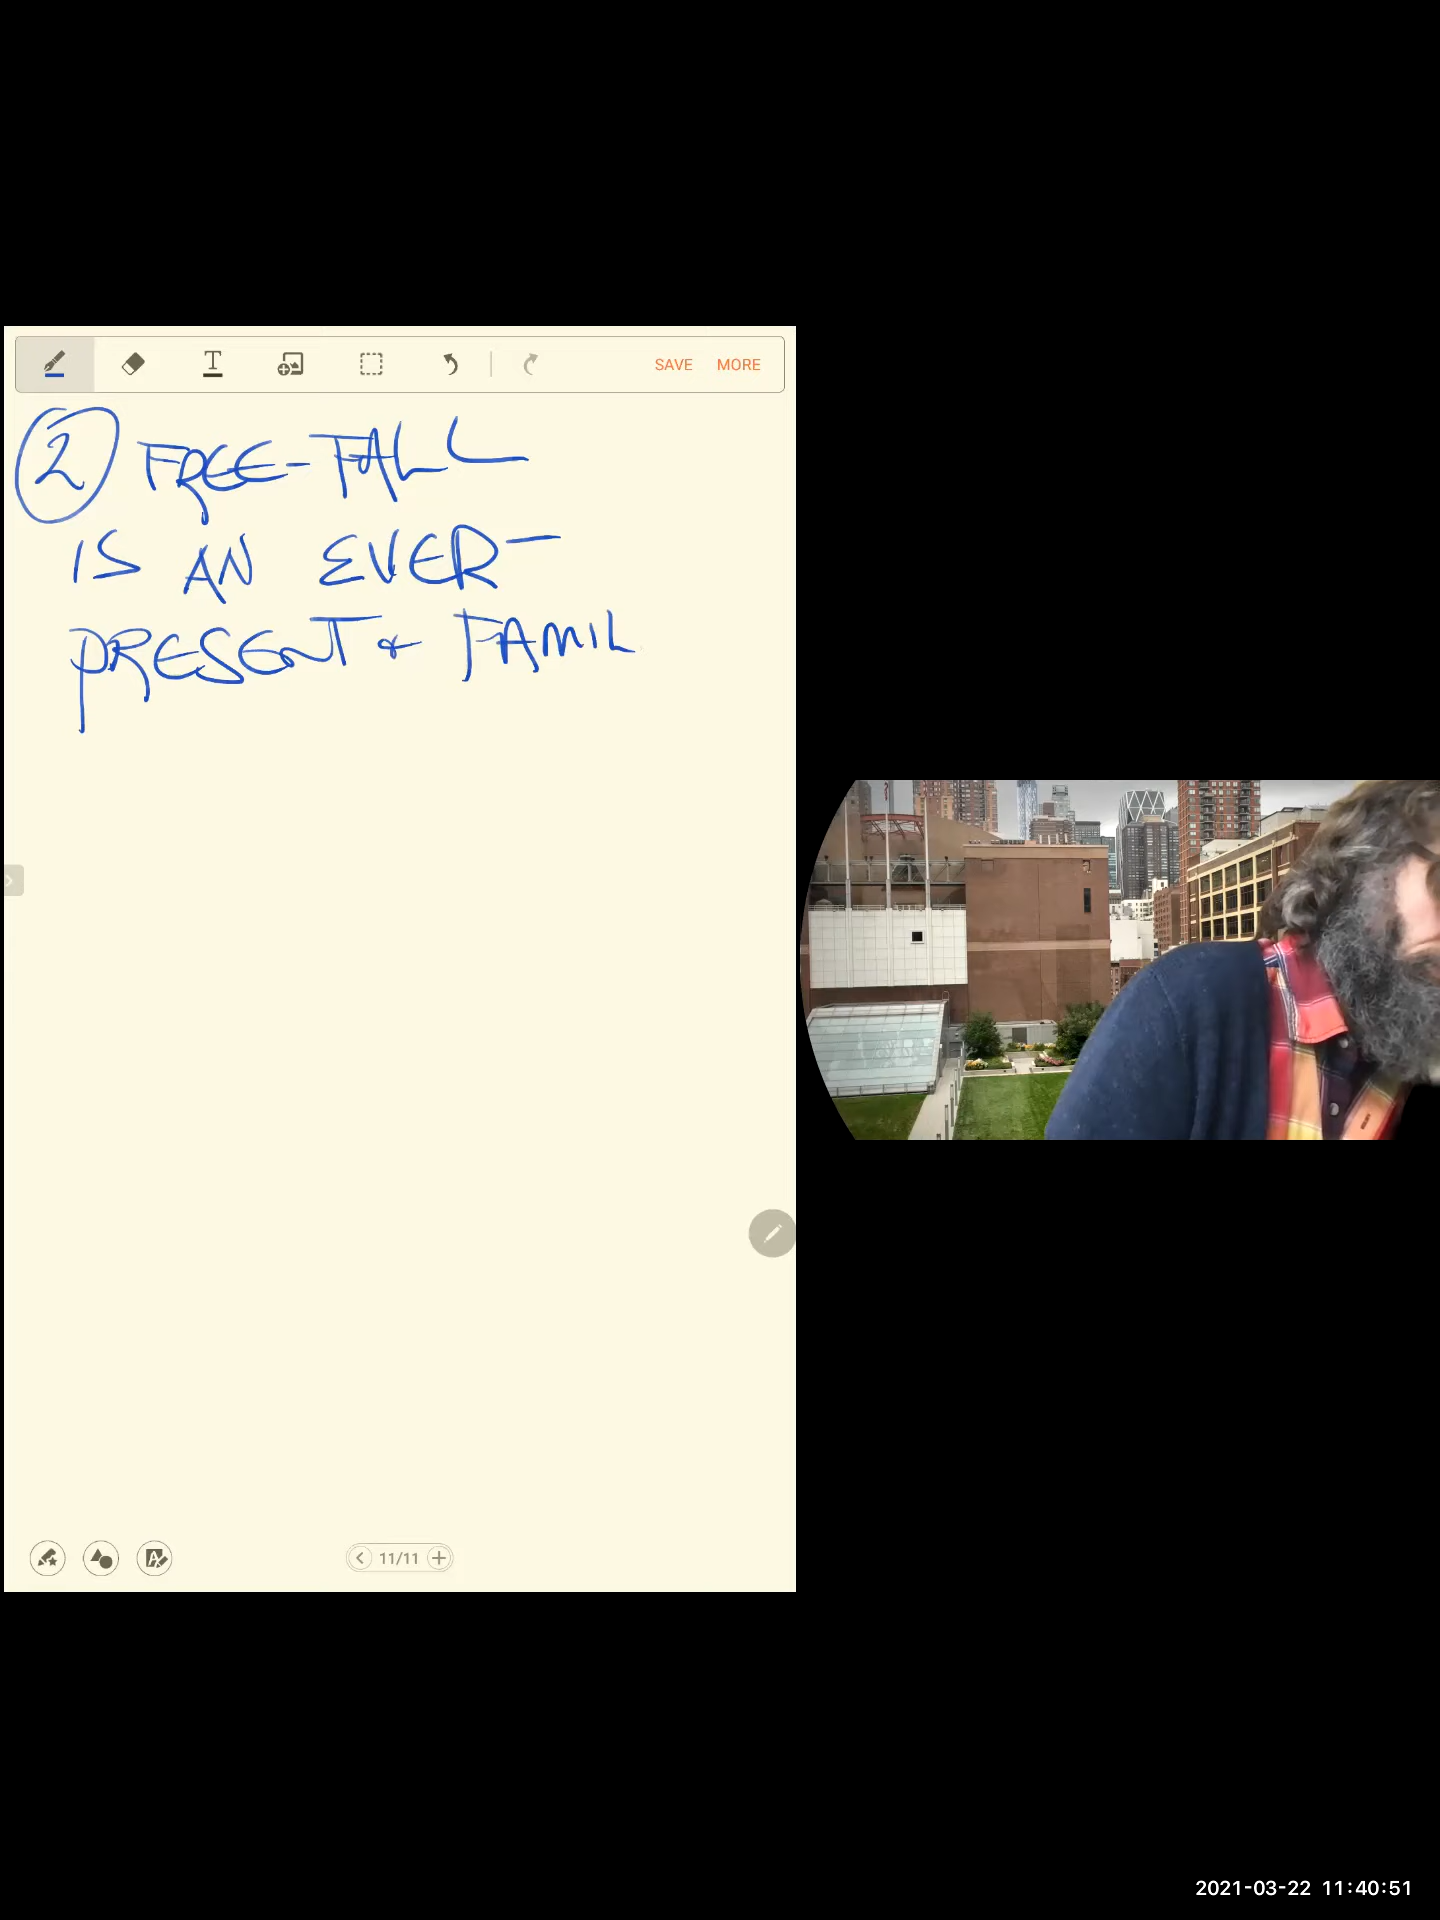 SAVE MORE
② FREE-FALL
IS AN EVER-
PRESENT & FAMIL
11/11
2021-03-22 11:40:51